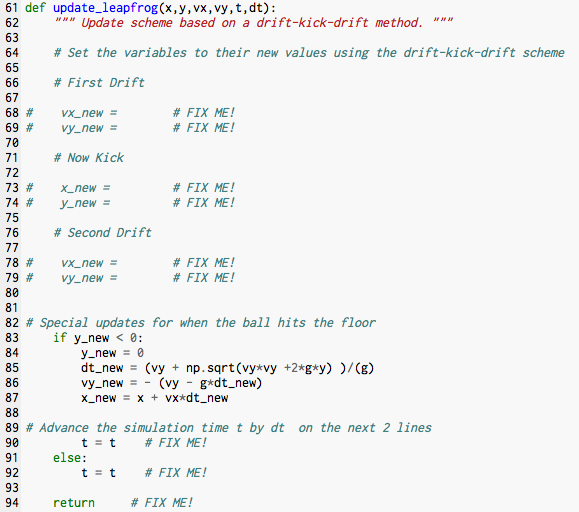 61 def update_leapfrog(x,y,vx,vy,t,dt):
62     """ Update scheme based on a drift-kick-drift method. """
63
64     # Set the variables to their new values using the drift-kick-drift scheme
65
66     # First Drift
67
68 #    vx_new =        # FIX ME!
69 #    vy_new =        # FIX ME!
70
71     # Now Kick
72
73 #    x_new =         # FIX ME!
74 #    y_new =         # FIX ME!
75
76     # Second Drift
77
78 #    vx_new =        # FIX ME!
79 #    vy_new =        # FIX ME!
80
81
82 # Special updates for when the ball hits the floor
83     if y_new < 0:
84         y_new = 0
85         dt_new = (vy + np.sqrt(vy*vy +2*g*y) )/(g)
86         vy_new = - (vy - g*dt_new)
87         x_new = x + vx*dt_new
88
89 # Advance the simulation time t by dt  on the next 2 lines
90         t = t    # FIX ME!
91     else:
92         t = t    # FIX ME!
93
94     return     # FIX ME!